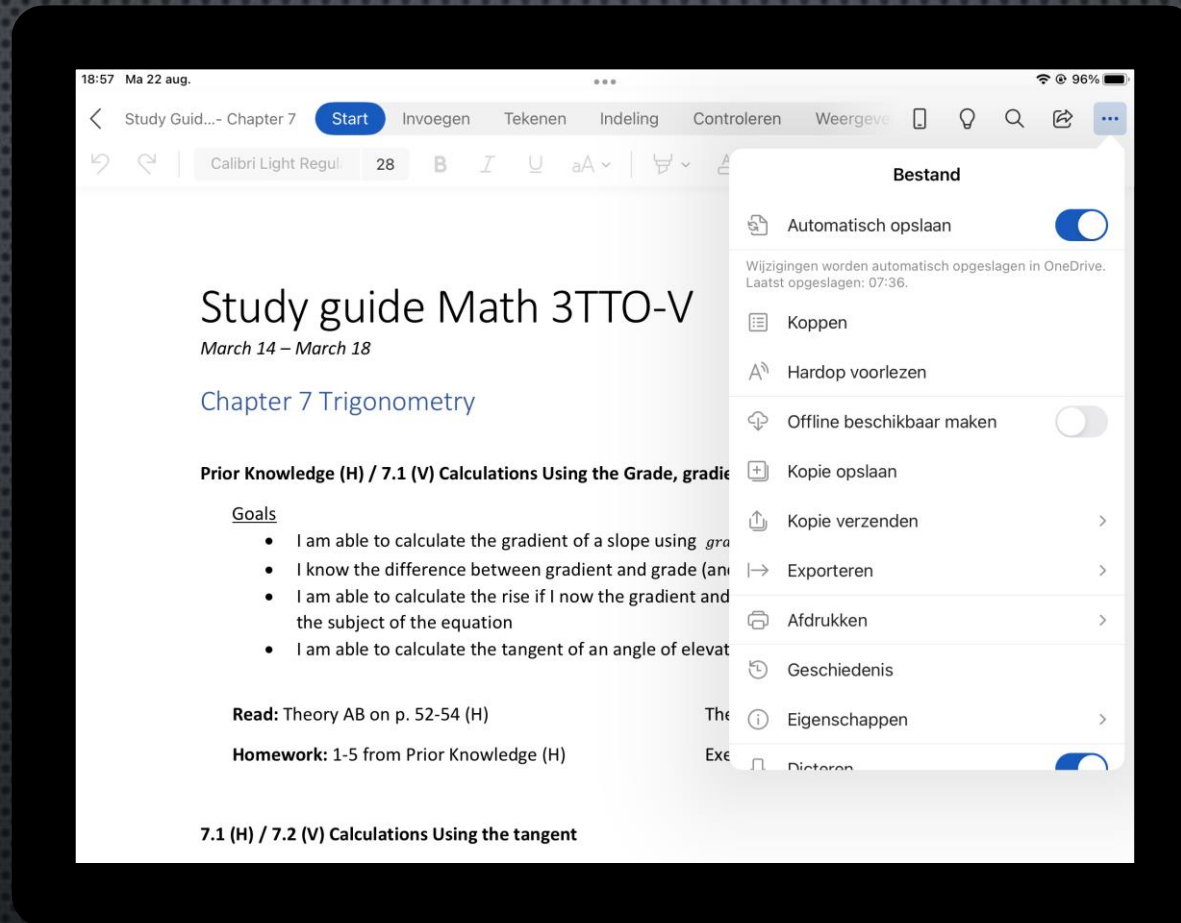 18:57 Ma 22 aug.
96%
Study Guid...- Chapter 7 Start Invoegen Tekenen Indeling Controleren Weergeve
Calibri Light Regul 28 B I U aA
Bestand
Automatisch opslaan
Wijzigingen worden automatisch opgeslagen in OneDrive.
Laatst opgeslagen: 07:36.
Koppen
Hardop voorlezen
Offline beschikbaar maken
Kopie opslaan
Kopie verzenden
Exporteren
Afdrukken
Geschiedenis
Eigenschappen
Dicteren
Study guide Math 3TTO-V
March 14 – March 18
Chapter 7 Trigonometry
Prior Knowledge (H) / 7.1 (V) Calculations Using the Grade, gradie
Goals
• I am able to calculate the gradient of a slope using gra
• I know the difference between gradient and grade (an
• I am able to calculate the rise if I now the gradient and
the subject of the equation
• I am able to calculate the tangent of an angle of elevat
Read: Theory AB on p. 52-54 (H) The
Homework: 1-5 from Prior Knowledge (H) Exe
7.1 (H) / 7.2 (V) Calculations Using the tangent